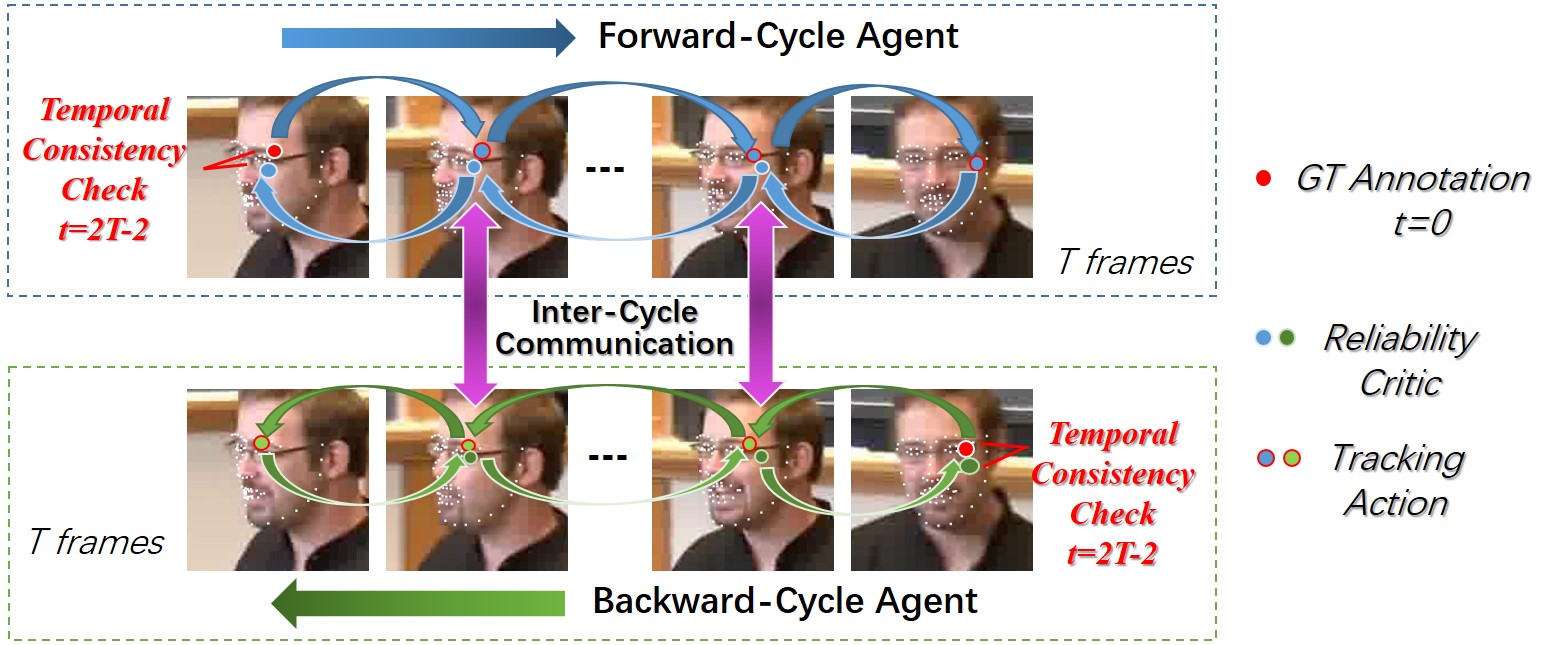 Forward-Cycle Agent
Temporal
Consistency
Check
t=2T-2
---
T frames
Inter-Cycle
Communication
---
T frames
Temporal
Consistency
Check
t=2T-2
Backward-Cycle Agent
GT Annotation
t=0
Reliability
Critic
Tracking
Action